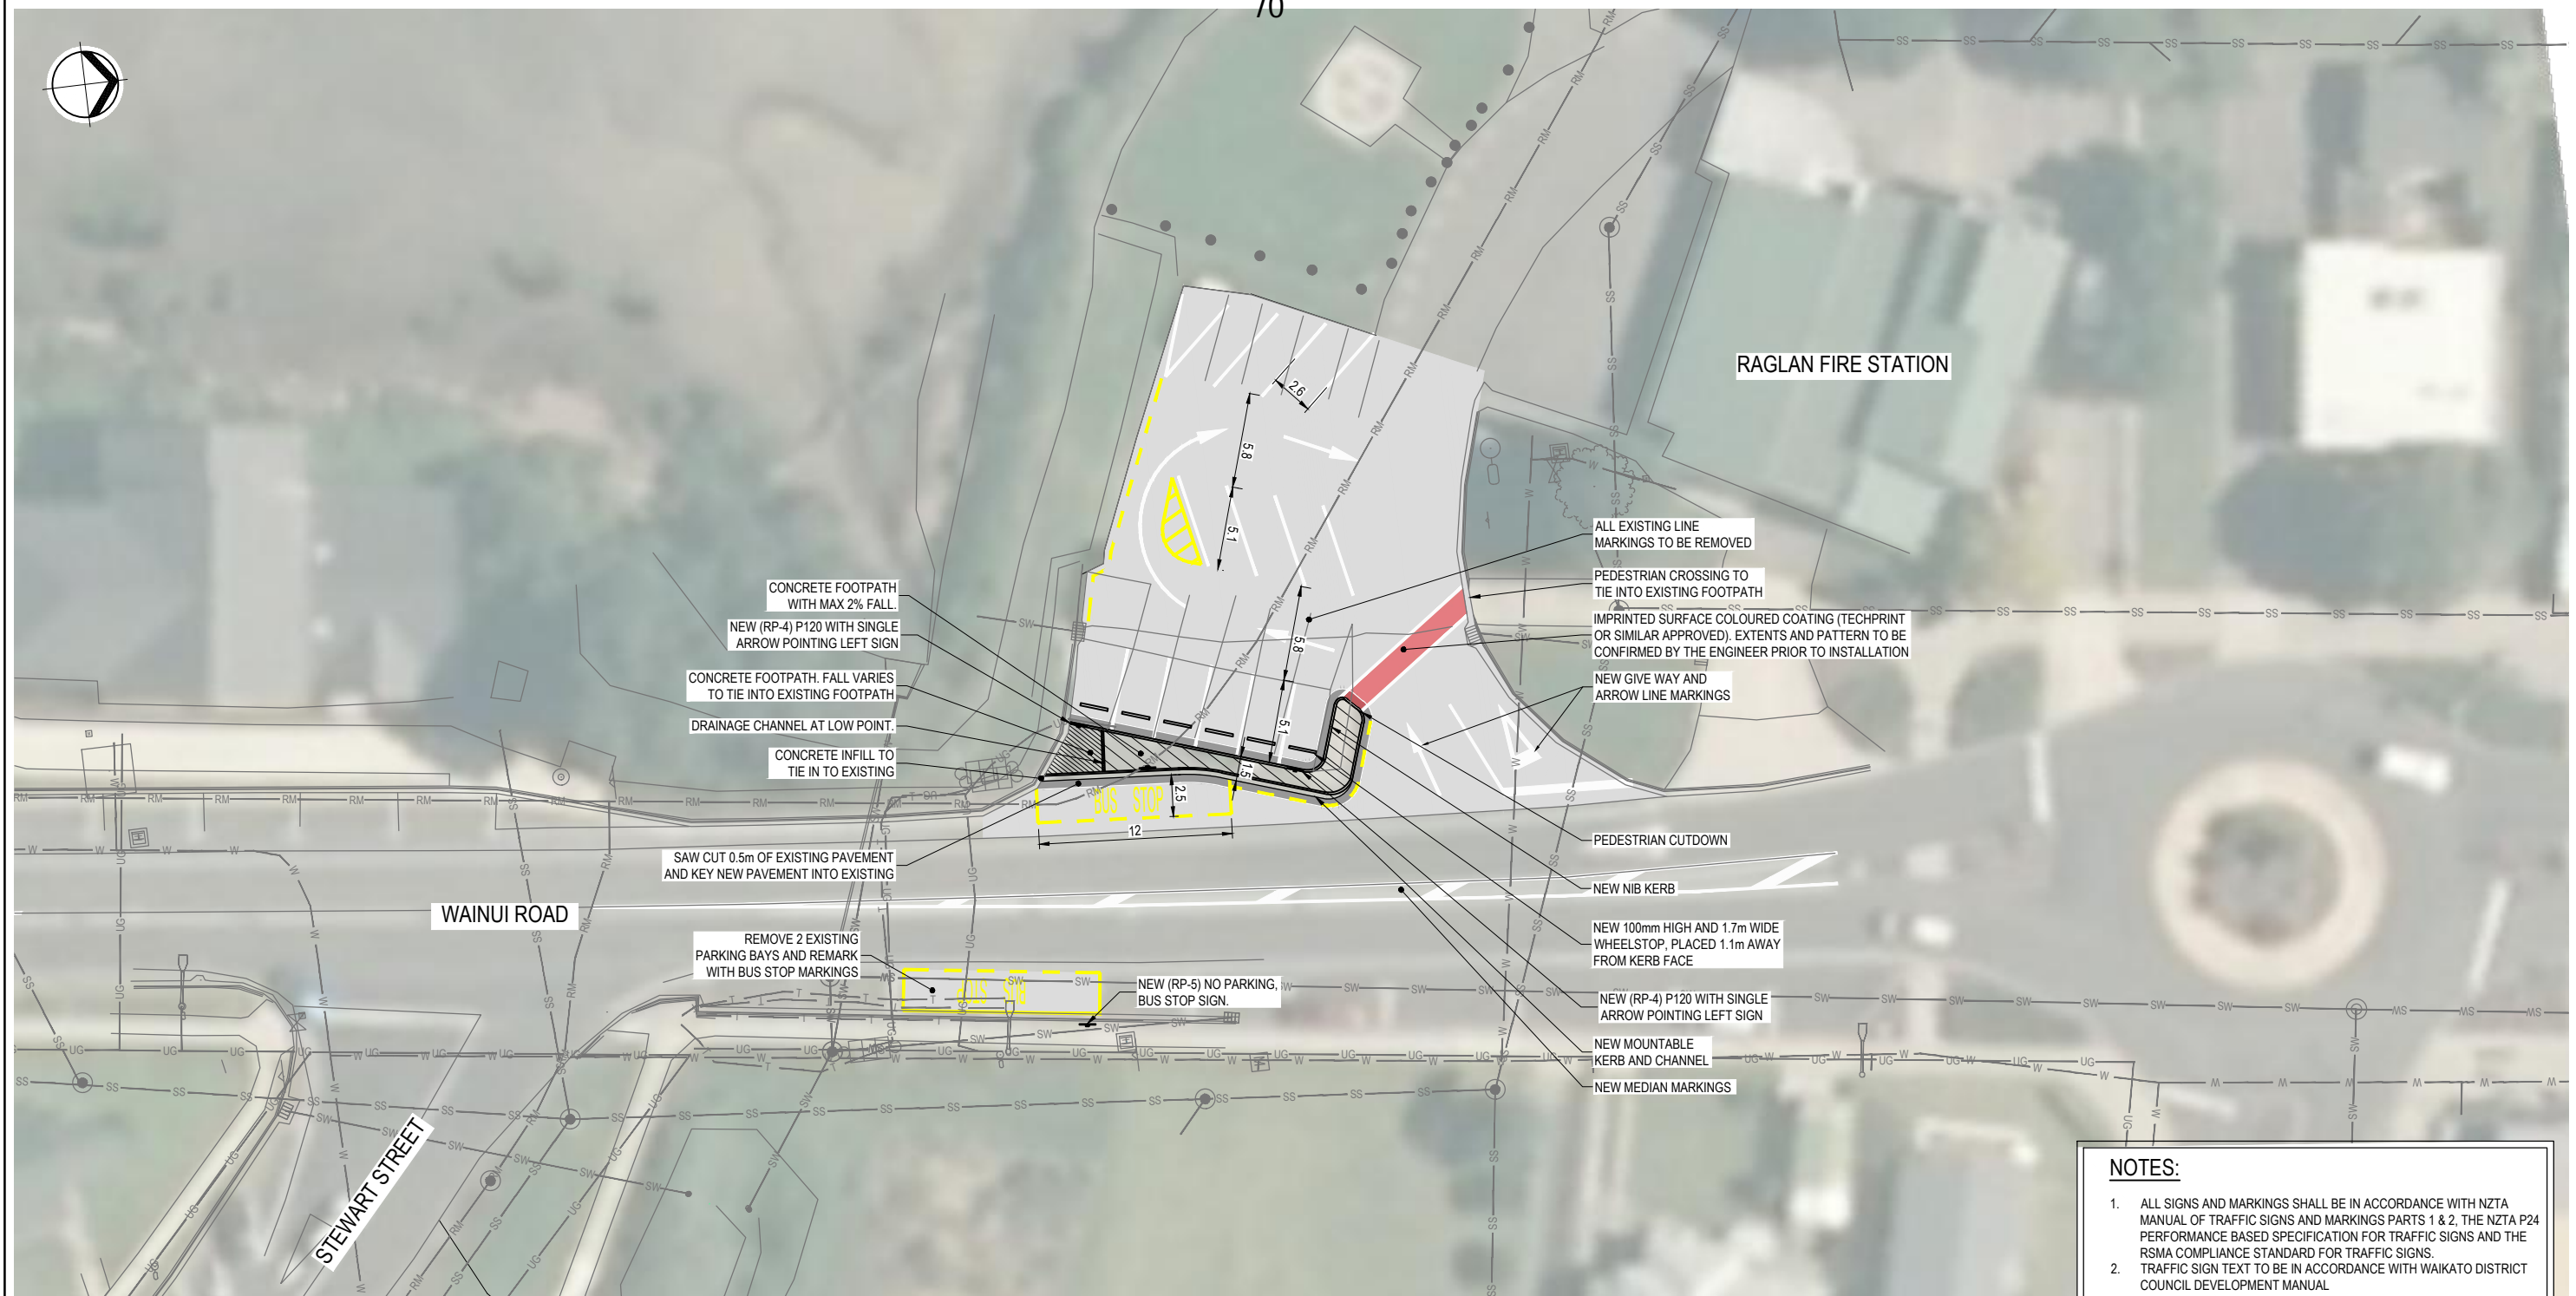 70
RAGLAN FIRE STATION
ALL EXISTING LINE
MARKINGS TO BE REMOVED
PEDESTRIAN CROSSING TO
TIE INTO EXISTING FOOTPATH
IMPRINTED SURFACE COLOURED COATING (TECHPRINT
OR SIMILAR APPROVED). EXTENTS AND PATTERN TO BE
CONFIRMED BY THE ENGINEER PRIOR TO INSTALLATION
NEW GIVE WAY AND
ARROW LINE MARKINGS
PEDESTRIAN CUTDOWN
NEW NIB KERB
NEW 100mm HIGH AND 1.7m WIDE
WHEELSTOP, PLACED 1.1m AWAY
FROM KERB FACE
NEW (RP-4) P120 WITH SINGLE
ARROW POINTING LEFT SIGN
NEW MOUNTABLE
KERB AND CHANNEL
NEW MEDIAN MARKINGS
CONCRETE FOOTPATH
WITH MAX 2% FALL.
NEW (RP-4) P120 WITH SINGLE
ARROW POINTING LEFT SIGN
CONCRETE FOOTPATH. FALL VARIES
TO TIE INTO EXISTING FOOTPATH
DRAINAGE CHANNEL AT LOW POINT.
CONCRETE INFILL TO
TIE IN TO EXISTING
SAW CUT 0.5m OF EXISTING PAVEMENT
AND KEY NEW PAVEMENT INTO EXISTING
2.6
5.8
5.1
5.8
5.1
1.5
2.5
12
BUS STOP
WAINUI ROAD
REMOVE 2 EXISTING
PARKING BAYS AND REMARK
WITH BUS STOP MARKINGS
BUS STOP
NEW (RP-5) NO PARKING,
BUS STOP SIGN.
STEWART STREET
NOTES:
1. ALL SIGNS AND MARKINGS SHALL BE IN ACCORDANCE WITH NZTA
MANUAL OF TRAFFIC SIGNS AND MARKINGS PARTS 1 & 2, THE NZTA P24
PERFORMANCE BASED SPECIFICATION FOR TRAFFIC SIGNS AND THE
RSMA COMPLIANCE STANDARD FOR TRAFFIC SIGNS.
2. TRAFFIC SIGN TEXT TO BE IN ACCORDANCE WITH WAIKATO DISTRICT
COUNCIL DEVELOPMENT MANUAL